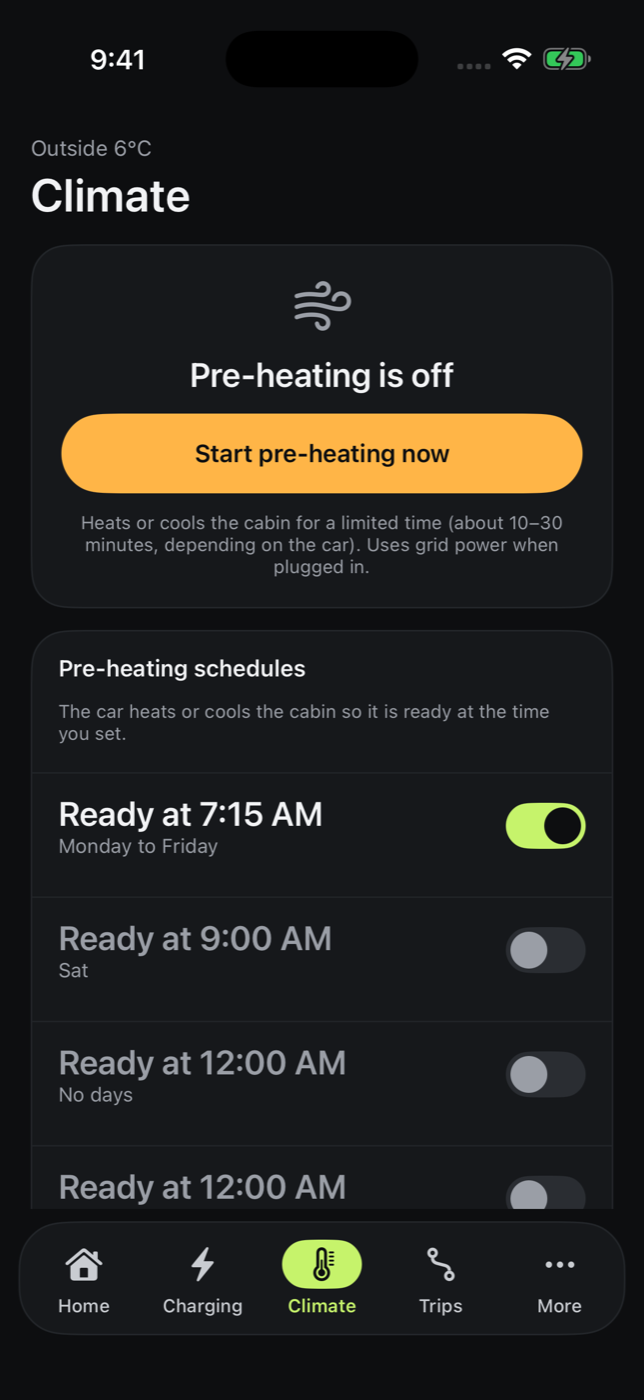 9:41
Outside 6°C
Climate
Pre-heating is off
Start pre-heating now
Heats or cools the cabin for a limited time (about 10–30
minutes, depending on the car). Uses grid power when
plugged in.
Pre-heating schedules
The car heats or cools the cabin so it is ready at the time
you set.
Ready at 7:15 AM
Monday to Friday
Ready at 9:00 AM
Sat
Ready at 12:00 AM
No days
Ready at 12:00 AM
Home
Charging
Climate
Trips
More